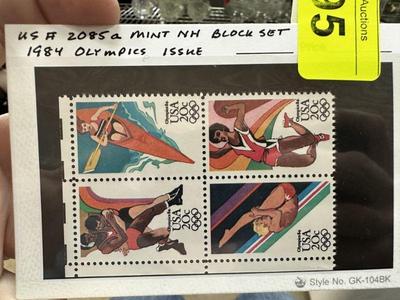 US # 2085a MINT NH BLOCK SET
1984 OLYMPICS ISSUE
95
Auctions
Olympics
USA
20c
Olympics
USA
20c
Olympics
USA
20c
Olympics
USA
20c
Style No. GK-104BK